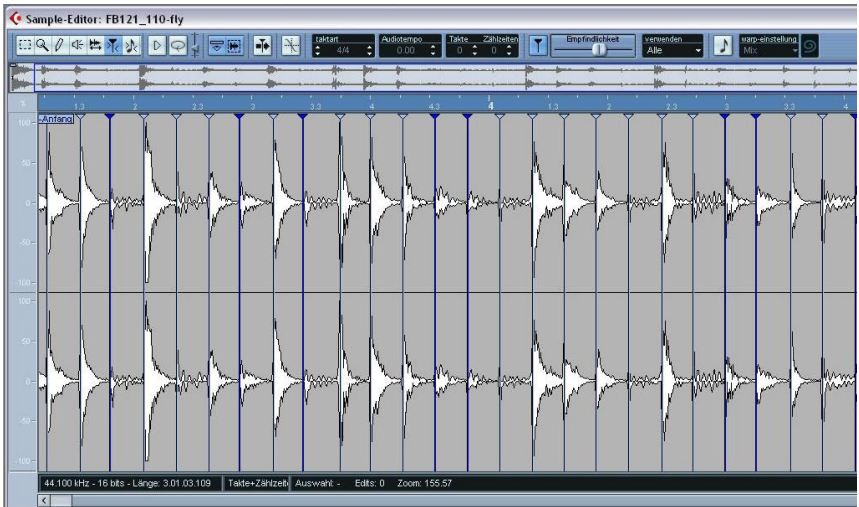 Sample-Editor: FB121_110-fly
taktart Audiotempo Takte Zählzeiten Empfindlichkeit verwenden warp-einstellung
4/4 0.00 0 0 Alle Mix
1.3 2 2.3 3 3.3 4 4.3 4 1.3 2 2.3 3 3.3 4
%
Anfang
100
50
0
-50
-100
100
50
0
-50
-100
44.100 kHz - 16 bits - Länge: 3.01.03.109 Takte+Zählzeit Auswahl: - Edits: 0 Zoom: 155.57